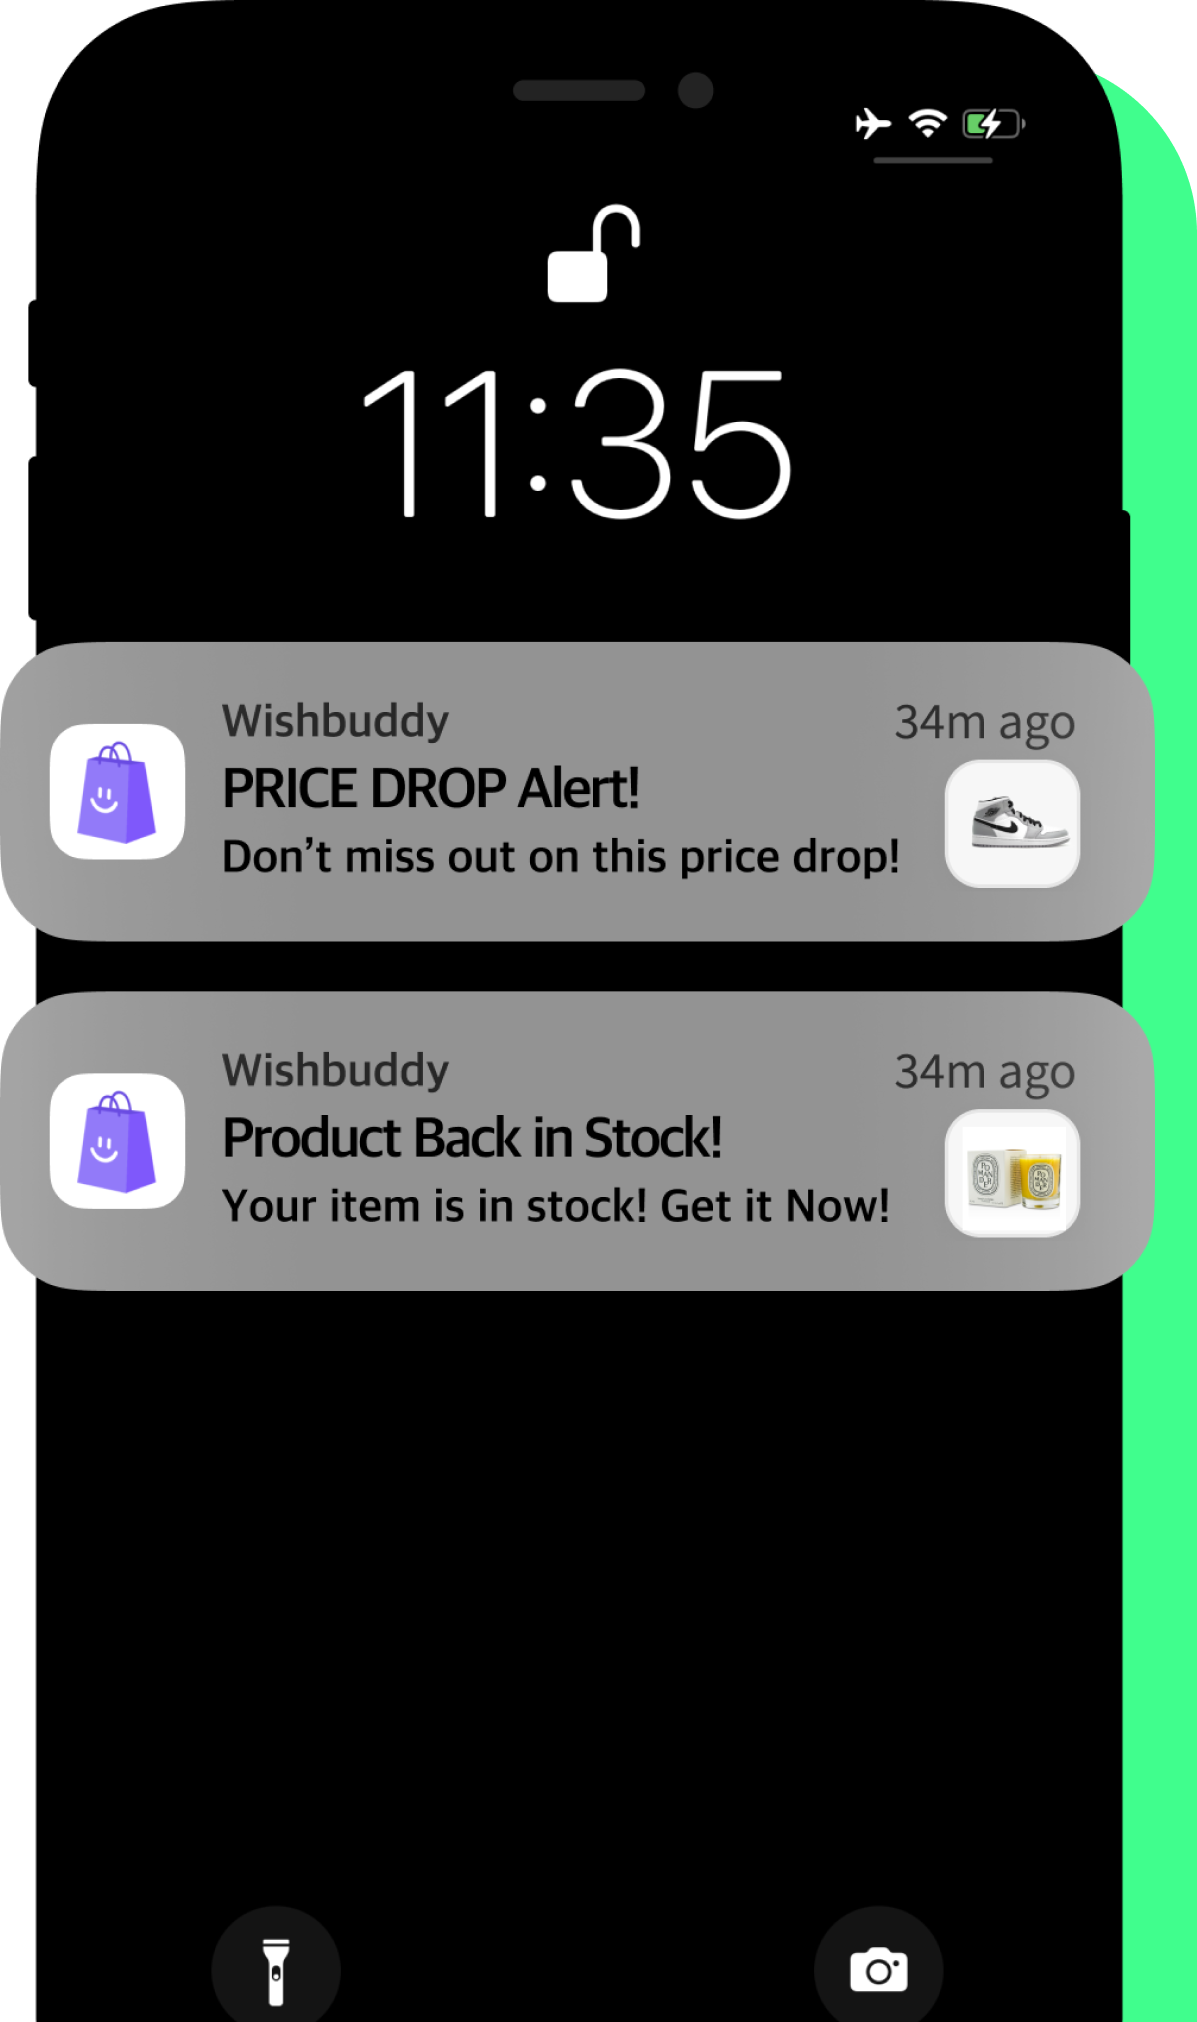 11:35
Wishbuddy
34m ago
PRICE DROP Alert!
Don’t miss out on this price drop!
Wishbuddy
34m ago
Product Back in Stock!
Your item is in stock! Get it Now!